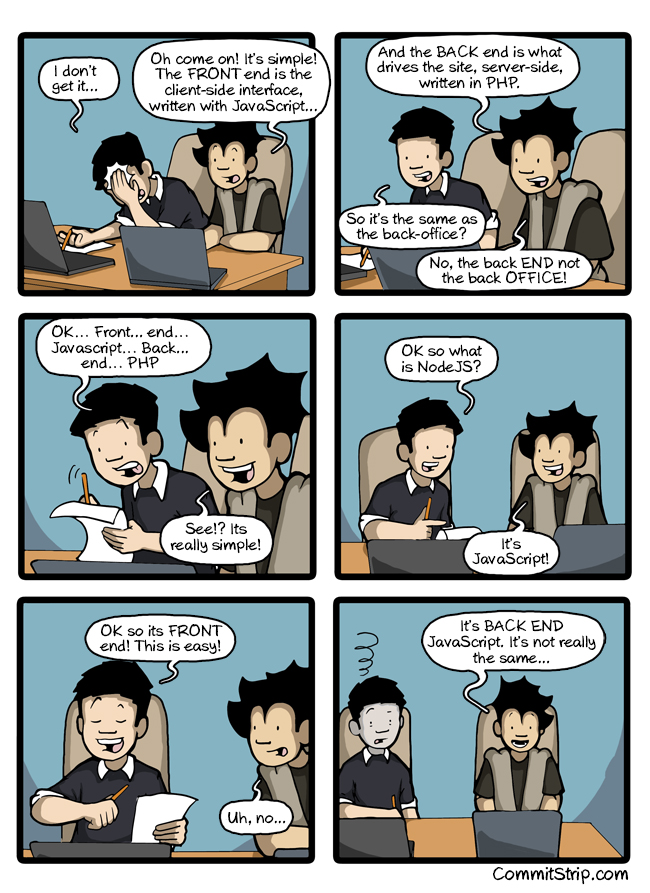 I don't
get it...
Oh come on! It's simple!
The FRONT end is the
client-side interface,
written with JavaScript...
And the BACK end is what
drives the site, server-side,
written in PHP.
So it's the same as
the back-office?
No, the back END not
the back OFFICE!
OK... Front... end...
Javascript... Back...
end... PHP
See!? Its
really simple!
OK so what
is NodeJS?
It's
JavaScript!
OK so its FRONT
end! This is easy!
Uh, no...
It's BACK END
JavaScript. It's not really
the same...
CommitStrip.com